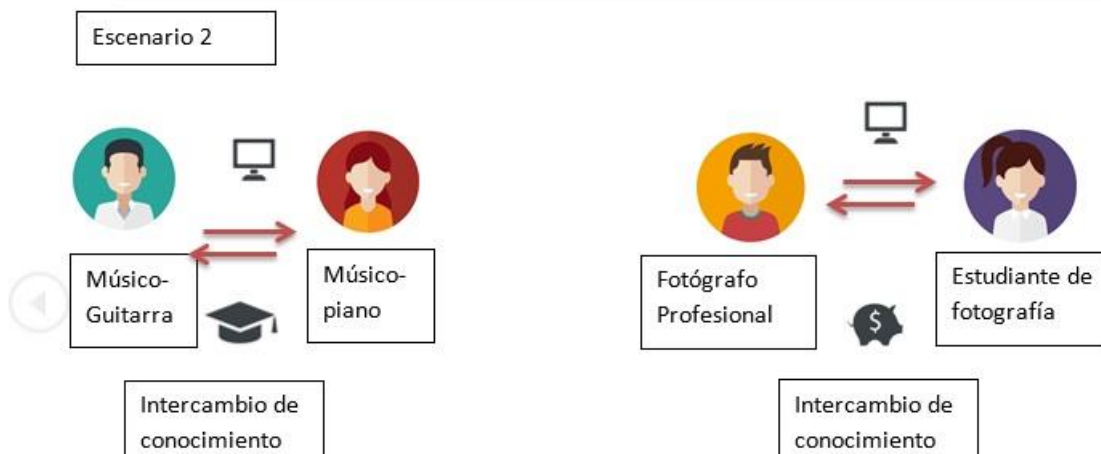 Escenario 2
Músico-
Guitarra
Músico-
piano
Intercambio de
conocimiento
Fotógrafo
Profesional
$
Estudiante de
fotografía
Intercambio de
conocimiento